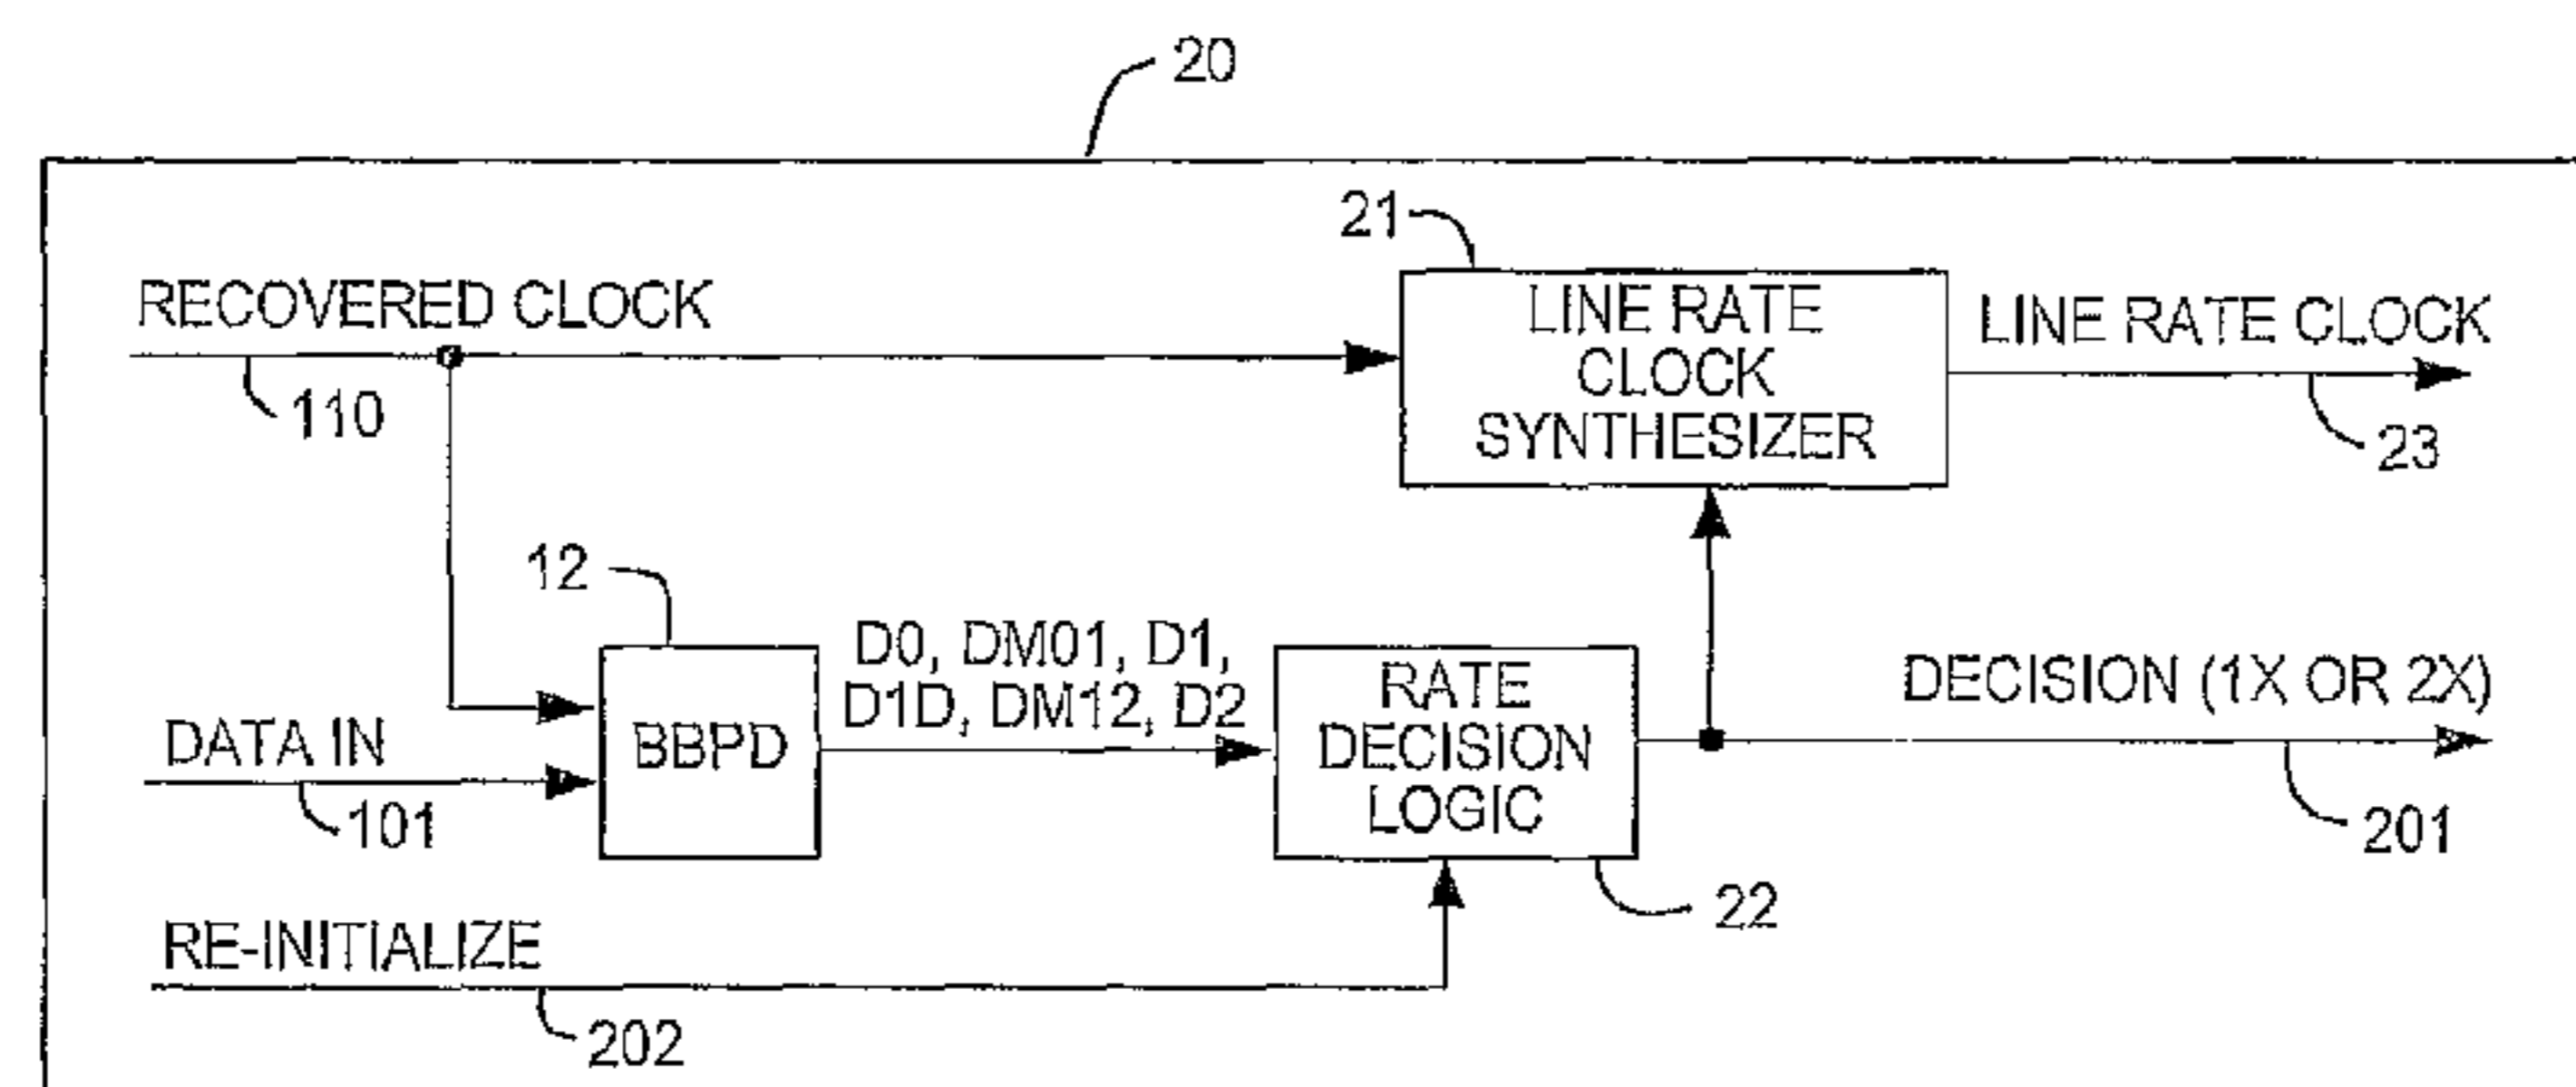 20
21
RECOVERED CLOCK
LINE RATE
CLOCK
SYNTHESIZER
LINE RATE CLOCK
110
23
12
D0, DM01, D1,
D1D, DM12, D2
BBPD
RATE
DECISION
LOGIC
DECISION (1X OR 2X)
DATA IN
101
201
22
RE-INITIALIZE
202